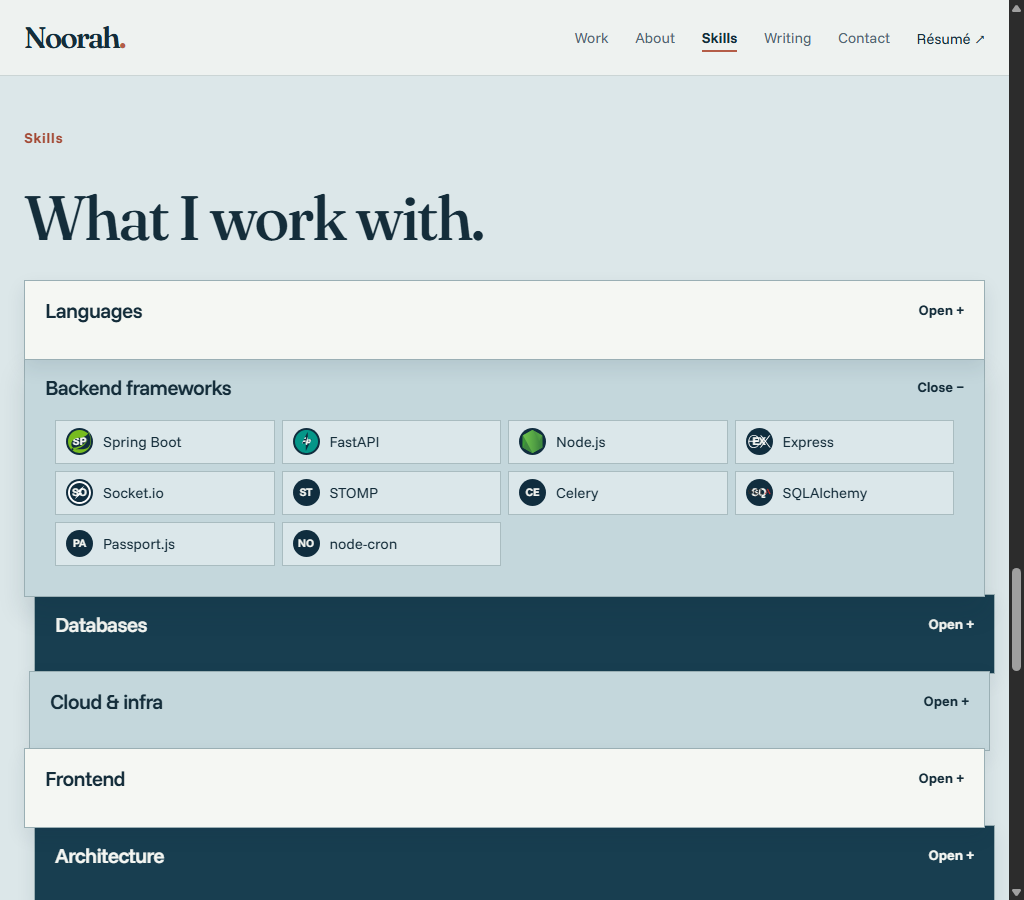 Noorah.
Work About Skills Writing Contact Résumé ↗
Skills
What I work with.
Languages Open +
Backend frameworks Close −
SP Spring Boot FastAPI Node.js EX Express
SO Socket.io ST STOMP CE Celery SQ SQLAlchemy
PA Passport.js NO node-cron
Databases Open +
Cloud & infra Open +
Frontend Open +
Architecture Open +